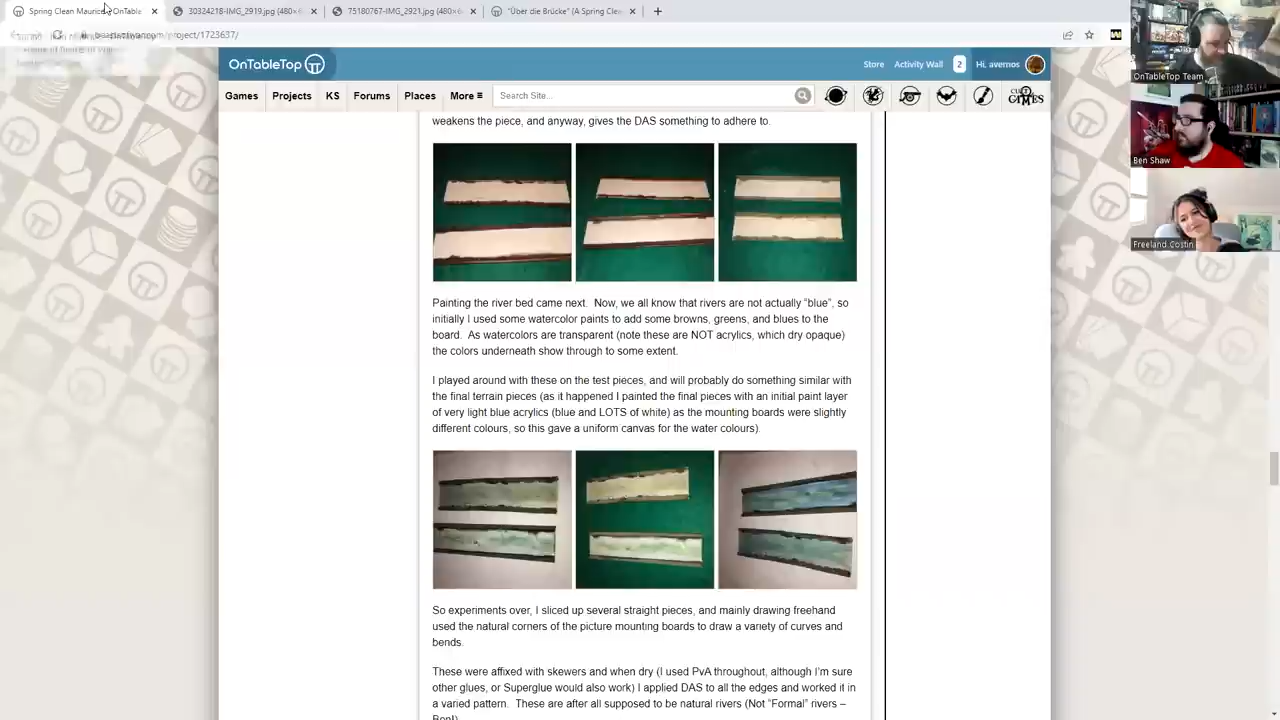 Spring Clean Maurice - OnTable
30324218-IMG_2919.jpg (480×6
75180767-IMG_2921.jpg (480×6
"Über die Brücke" (A Spring Cle
/project/1723637/
OnTableTop
Store
Activity Wall
2
Hi, avernos
Games
Projects
KS
Forums
Places
More
Search Site...
GAMES
OnTableTop Team
Ben Shaw
Freeland Costin
weakens the piece, and anyway, gives the DAS something to adhere to.
Painting the river bed came next. Now, we all know that rivers are not actually “blue”, so
initially I used some watercolor paints to add some browns, greens, and blues to the
board. As watercolors are transparent (note these are NOT acrylics, which dry opaque)
the colors underneath show through to some extent.
I played around with these on the test pieces, and will probably do something similar with
the final terrain pieces (as it happened I painted the final pieces with an initial paint layer
of very light blue acrylics (blue and LOTS of white) as the mounting boards were slightly
different colours, so this gave a uniform canvas for the water colours).
So experiments over, I sliced up several straight pieces, and mainly drawing freehand
used the natural corners of the picture mounting boards to draw a variety of curves and
bends.
These were affixed with skewers and when dry (I used PvA throughout, although I’m sure
other glues, or Superglue would also work) I applied DAS to all the edges and worked it in
a varied pattern. These are after all supposed to be natural rivers (Not “Formal” rivers –
Ben!)